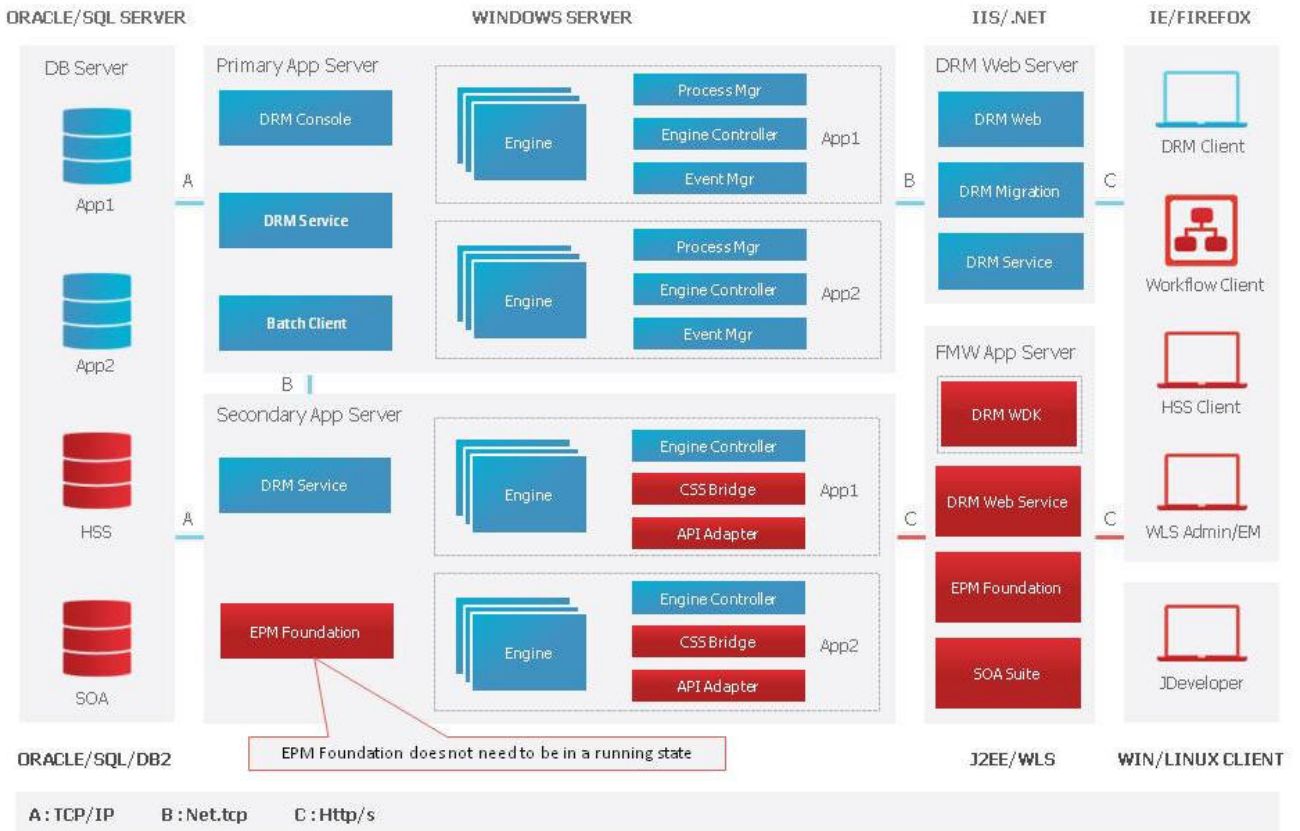 ORACLE/SQL SERVER
WINDOWS SERVER
IIS/.NET
IE/FIREFOX
DB Server
App1
App2
HSS
SOA
A
A
Primary App Server
DRM Console
DRM Service
Batch Client
Engine
Process Mgr
Engine Controller
Event Mgr
App1
Engine
Process Mgr
Engine Controller
Event Mgr
App2
B
Secondary App Server
DRM Service
EPM Foundation
Engine
Engine Controller
CSS Bridge
API Adapter
App1
Engine
Engine Controller
CSS Bridge
API Adapter
App2
EPM Foundation does not need to be in a running state
B
C
DRM Web Server
DRM Web
DRM Migration
DRM Service
FMW App Server
DRM WDK
DRM Web Service
EPM Foundation
SOA Suite
C
C
DRM Client
Workflow Client
HSS Client
WLS Admin/EM
JDeveloper
ORACLE/SQL/DB2
J2EE/WLS
WIN/LINUX CLIENT
A : TCP/IP B : Net.tcp C : Http/s